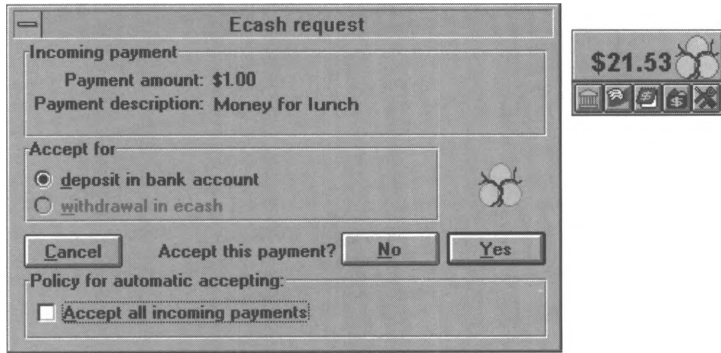 Ecash request
Incoming payment
Payment amount: $1.00
Payment description: Money for lunch
$21.53
Accept for
deposit in bank account
withdrawal in ecash
Cancel Accept this payment? No Yes
Policy for automatic accepting:
Accept all incoming payments